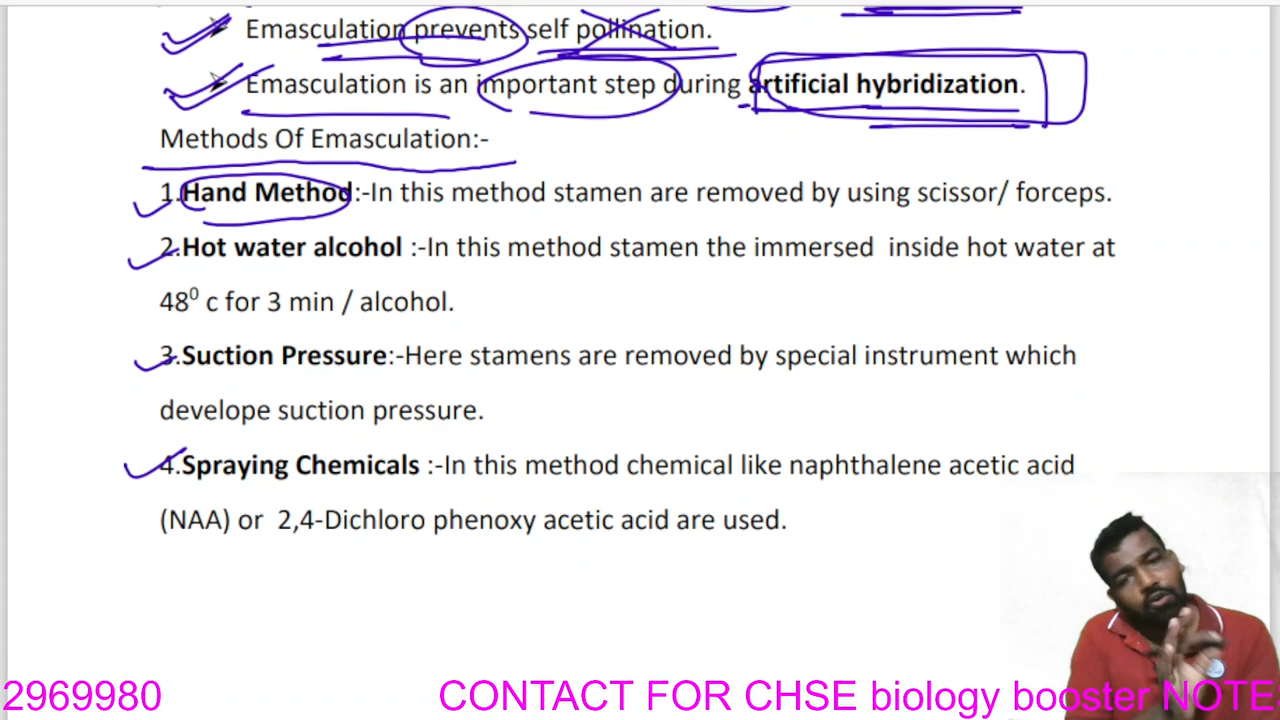 Emasculation prevents self pollination.
Emasculation is an important step during artificial hybridization.
Methods Of Emasculation:-
1.Hand Method:-In this method stamen are removed by using scissor/ forceps.
2.Hot water alcohol :-In this method stamen the immersed inside hot water at
48⁰ c for 3 min / alcohol.
3.Suction Pressure:-Here stamens are removed by special instrument which
develope suction pressure.
4.Spraying Chemicals :-In this method chemical like naphthalene acetic acid
(NAA) or 2,4-Dichloro phenoxy acetic acid are used.
2969980 CONTACT FOR CHSE biology booster NOTE